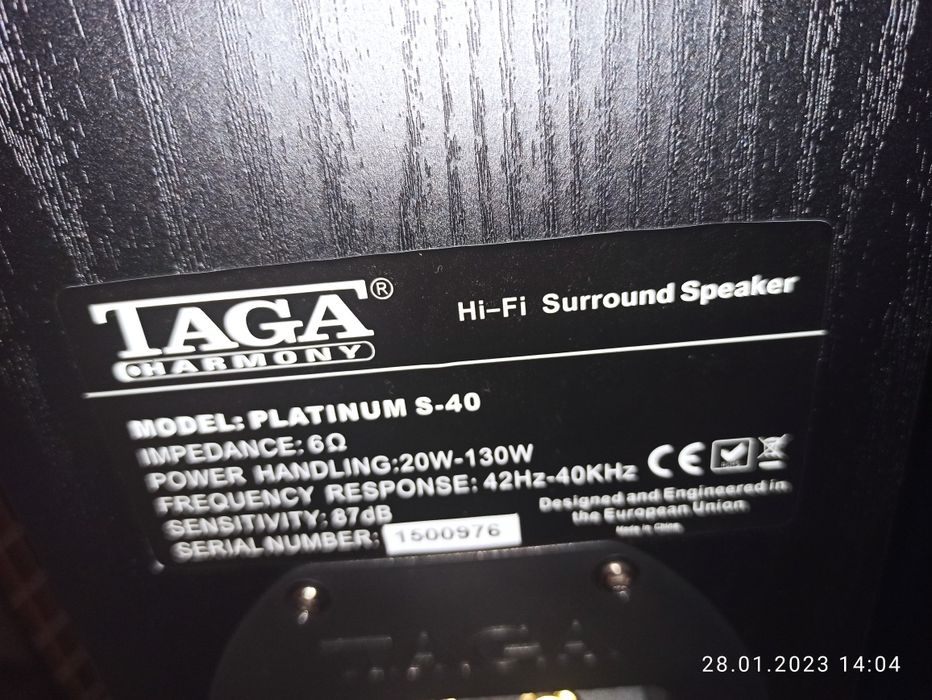 TAGA®
HARMONY
Hi-Fi Surround Speaker
MODEL: PLATINUM S-40
IMPEDANCE: 6Ω
POWER HANDLING:20W-130W
FREQUENCY RESPONSE: 42Hz-40KHz
SENSITIVITY: 87dB
SERIAL NUMBER: 1500976
CE
Designed and Engineered in
the European Union
Made in China
TAGA
28.01.2023 14:04